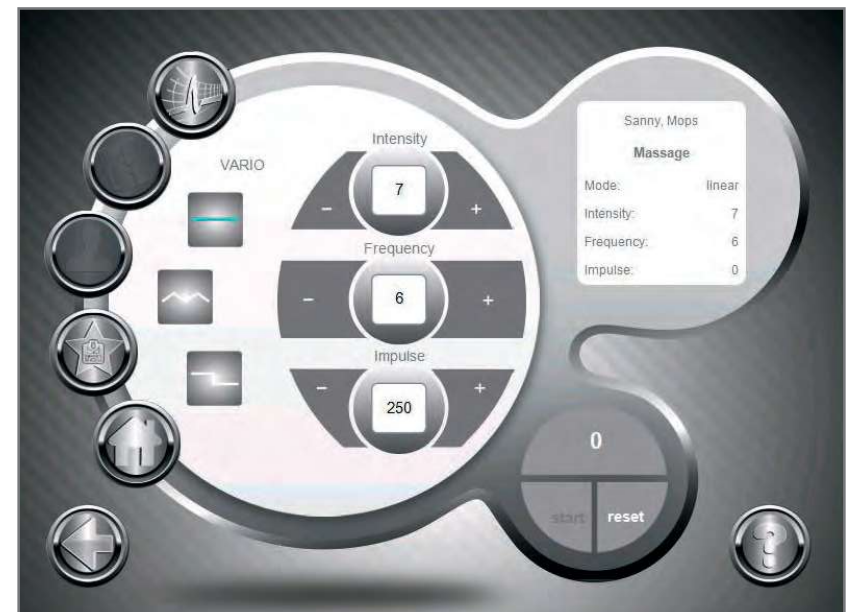 VARIO
Intensity
- 7 +
Frequency
- 6 +
Impulse
- 250 +
Sanny, Mops
Massage
Mode: linear
Intensity: 7
Frequency: 6
Impulse: 0
0
start reset
?